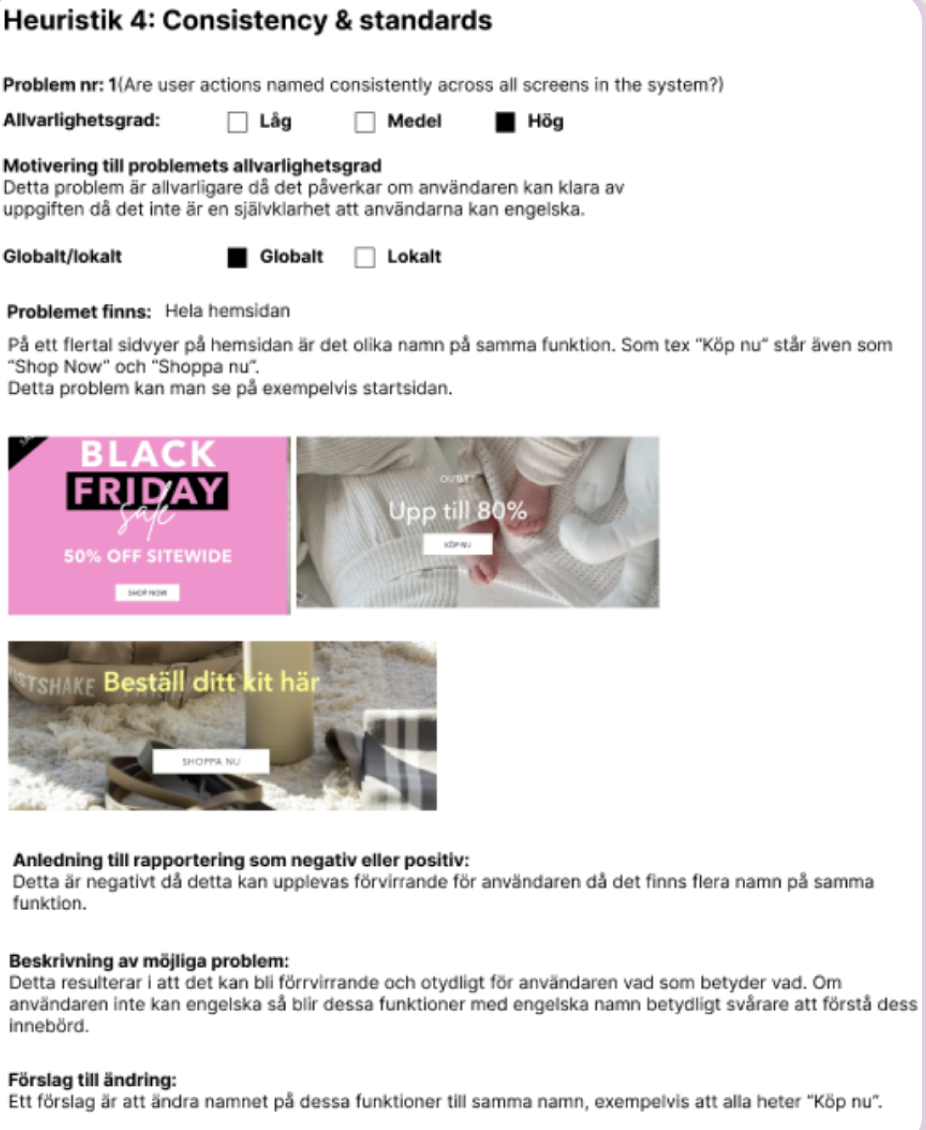 Heuristik 4: Consistency & standards
Problem nr: 1(Are user actions named consistently across all screens in the system?)
Allvarlighetsgrad: Låg Medel Hög
Motivering till problemets allvarlighetsgrad
Detta problem är allvarligare då det påverkar om användaren kan klara av
uppgiften då det inte är en självklarhet att användarna kan engelska.
Globalt/lokalt Globalt Lokalt
Problemet finns: Hela hemsidan
På ett flertal sidvyer på hemsidan är det olika namn på samma funktion. Som tex "Köp nu" står även som
"Shop Now" och "Shoppa nu".
Detta problem kan man se på exempelvis startsidan.
BLACK
FRIDAY
sale
50% OFF SITEWIDE
SHOP NOW
OUTLET
Upp till 80%
KÖP NU
STSHAKE
Beställ ditt kit här
SHOPPA NU
Anledning till rapportering som negativ eller positiv:
Detta är negativt då detta kan upplevas förvirrande för användaren då det finns flera namn på samma
funktion.
Beskrivning av möjliga problem:
Detta resulterar i att det kan bli förrvirrande och otydligt för användaren vad som betyder vad. Om
användaren inte kan engelska så blir dessa funktioner med engelska namn betydligt svårare att förstå dess
innebörd.
Förslag till ändring:
Ett förslag är att ändra namnet på dessa funktioner till samma namn, exempelvis att alla heter "Köp nu".